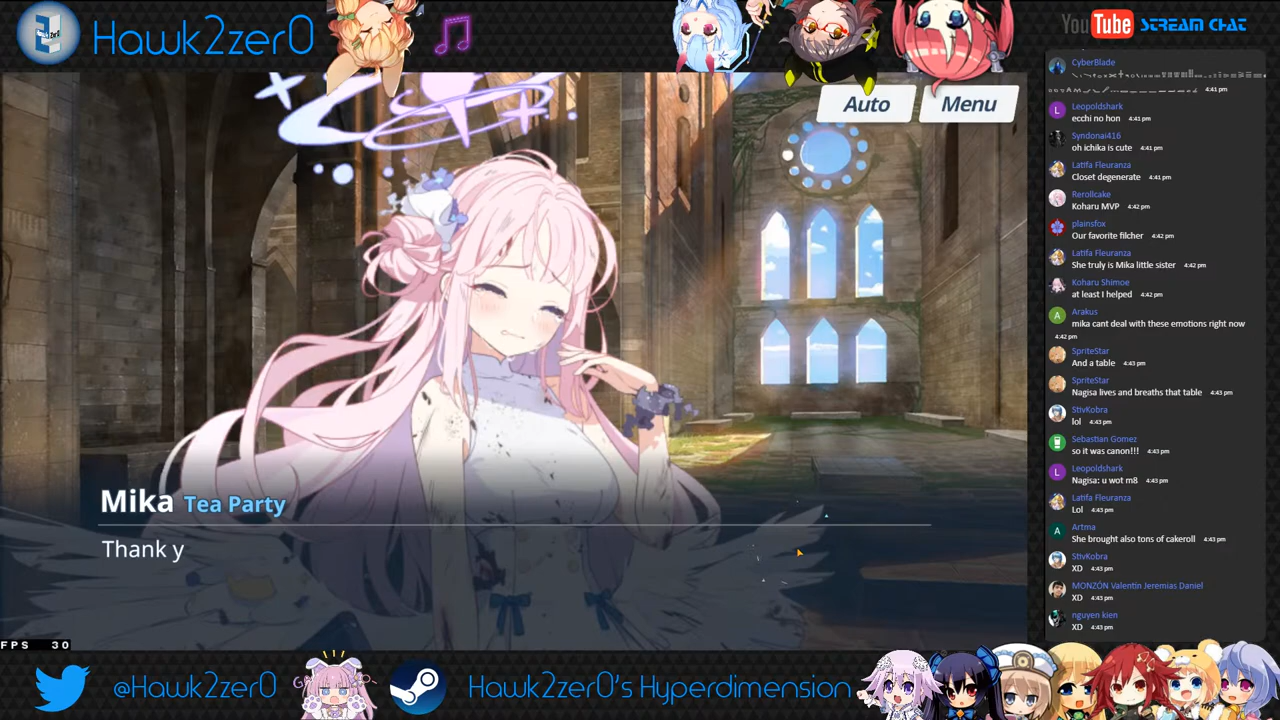 Hawk2zer0
YouTube STREAM CHAT
Auto
Menu
CyberBlade
4:41 pm
Leopoldshark
ecchi no hon 4:41 pm
Syndonai416
oh ichika is cute 4:41 pm
Latifa Fleuranza
Closet degenerate 4:41 pm
Rerollcake
Koharu MVP 4:42 pm
plainsfox
Our favorite filcher 4:42 pm
Latifa Fleuranza
She truly is Mika little sister 4:42 pm
Koharu Shimoe
at least I helped 4:42 pm
Arakus
mika cant deal with these emotions right now
4:42 pm
SpriteStar
And a table 4:43 pm
SpriteStar
Nagisa lives and breaths that table 4:43 pm
StivKobra
lol 4:43 pm
Sebastian Gomez
so it was canon!!! 4:43 pm
Leopoldshark
Nagisa: u wot m8 4:43 pm
Latifa Fleuranza
Lol 4:43 pm
Artma
She brought also tons of cakeroll 4:43 pm
StivKobra
XD 4:43 pm
MONZÓN Valentin Jeremias Daniel
XD 4:43 pm
nguyen kien
XD 4:43 pm
Mika Tea Party
Thank y
FPS 30
@Hawk2zer0
Hawk2zer0's Hyperdimension